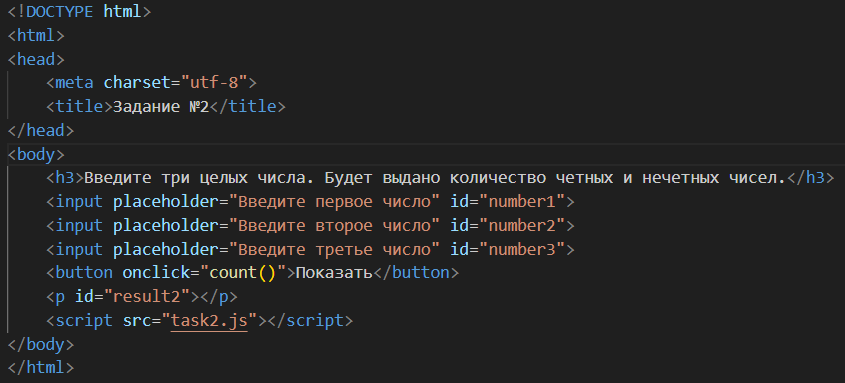 <!DOCTYPE html>
<html>
<head>
    <meta charset="utf-8">
    <title>Задание №2</title>
</head>
<body>
    <h3>Введите три целых числа. Будет выдано количество четных и нечетных чисел.</h3>
    <input placeholder="Введите первое число" id="number1">
    <input placeholder="Введите второе число" id="number2">
    <input placeholder="Введите третье число" id="number3">
    <button onclick="count()">Показать</button>
    <p id="result2"></p>
    <script src="task2.js"></script>
</body>
</html>